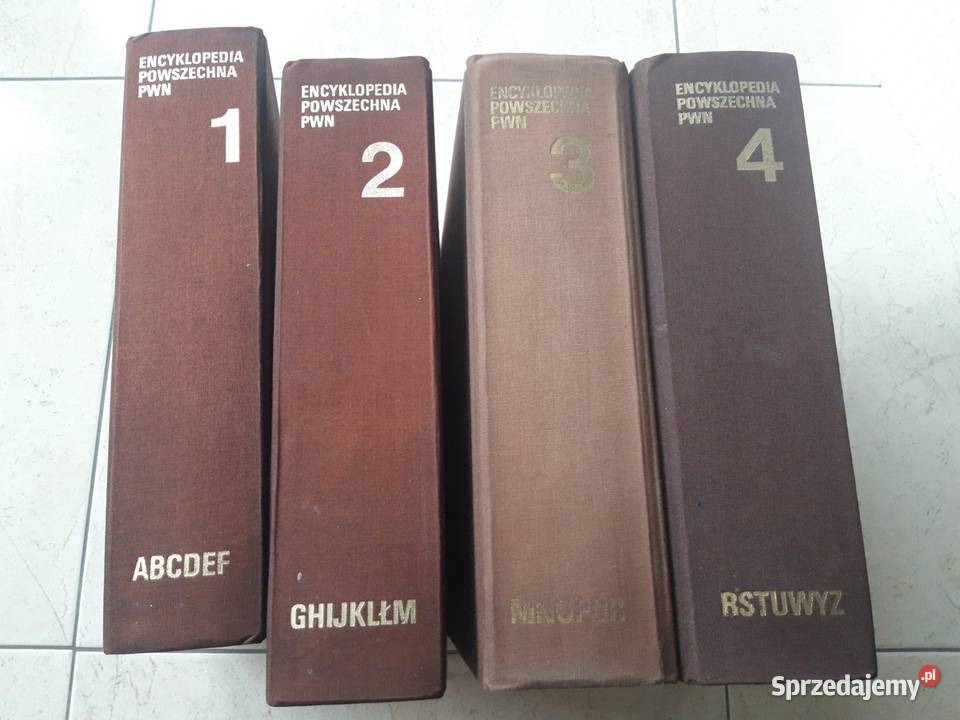 ENCYKLOPEDIA
POWSZECHNA
PWN
1
ABCDEF
ENCYKLOPEDIA
POWSZECHNA
PWN
2
GHIJKLŁM
ENCYKLOPEDIA
POWSZECHNA
PWN
3
ENCYKLOPEDIA
POWSZECHNA
PWN
4
RSTUWYZ
Sprzedajemy.pl